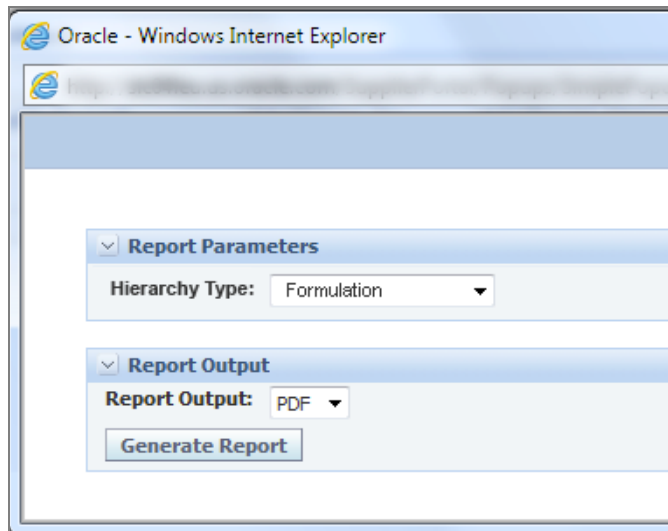 Oracle - Windows Internet Explorer
Report Parameters
Hierarchy Type: Formulation
Report Output
Report Output: PDF
Generate Report